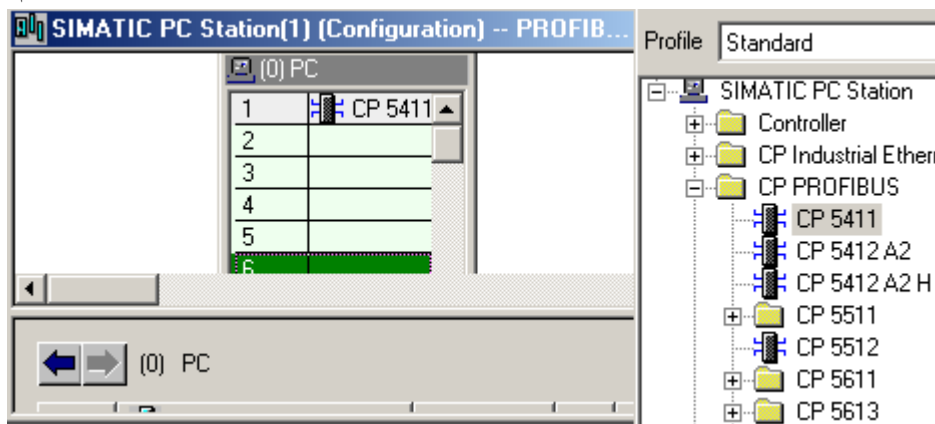 SIMATIC PC Station(1) (Configuration) -- PROFIB...
(0) PC
1 CP 5411
2
3
4
5
6
(0) PC
Profile Standard
SIMATIC PC Station
Controller
CP Industrial Ether
CP PROFIBUS
CP 5411
CP 5412 A2
CP 5412 A2 H
CP 5511
CP 5512
CP 5611
CP 5613